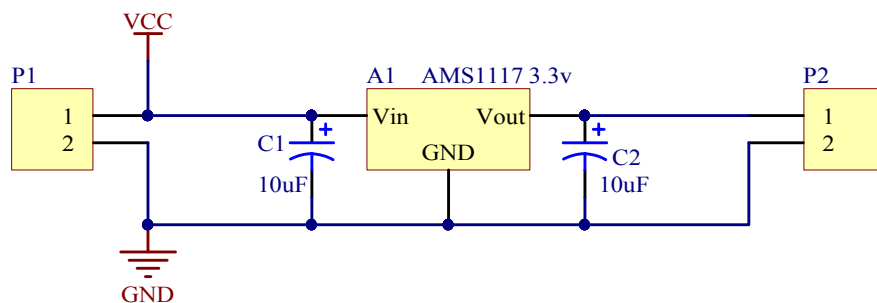 VCC
P1
A1 AMS1117 3.3v
P2
1
Vin
Vout
1
2
C1
+
+
C2
2
GND
10uF
10uF
GND